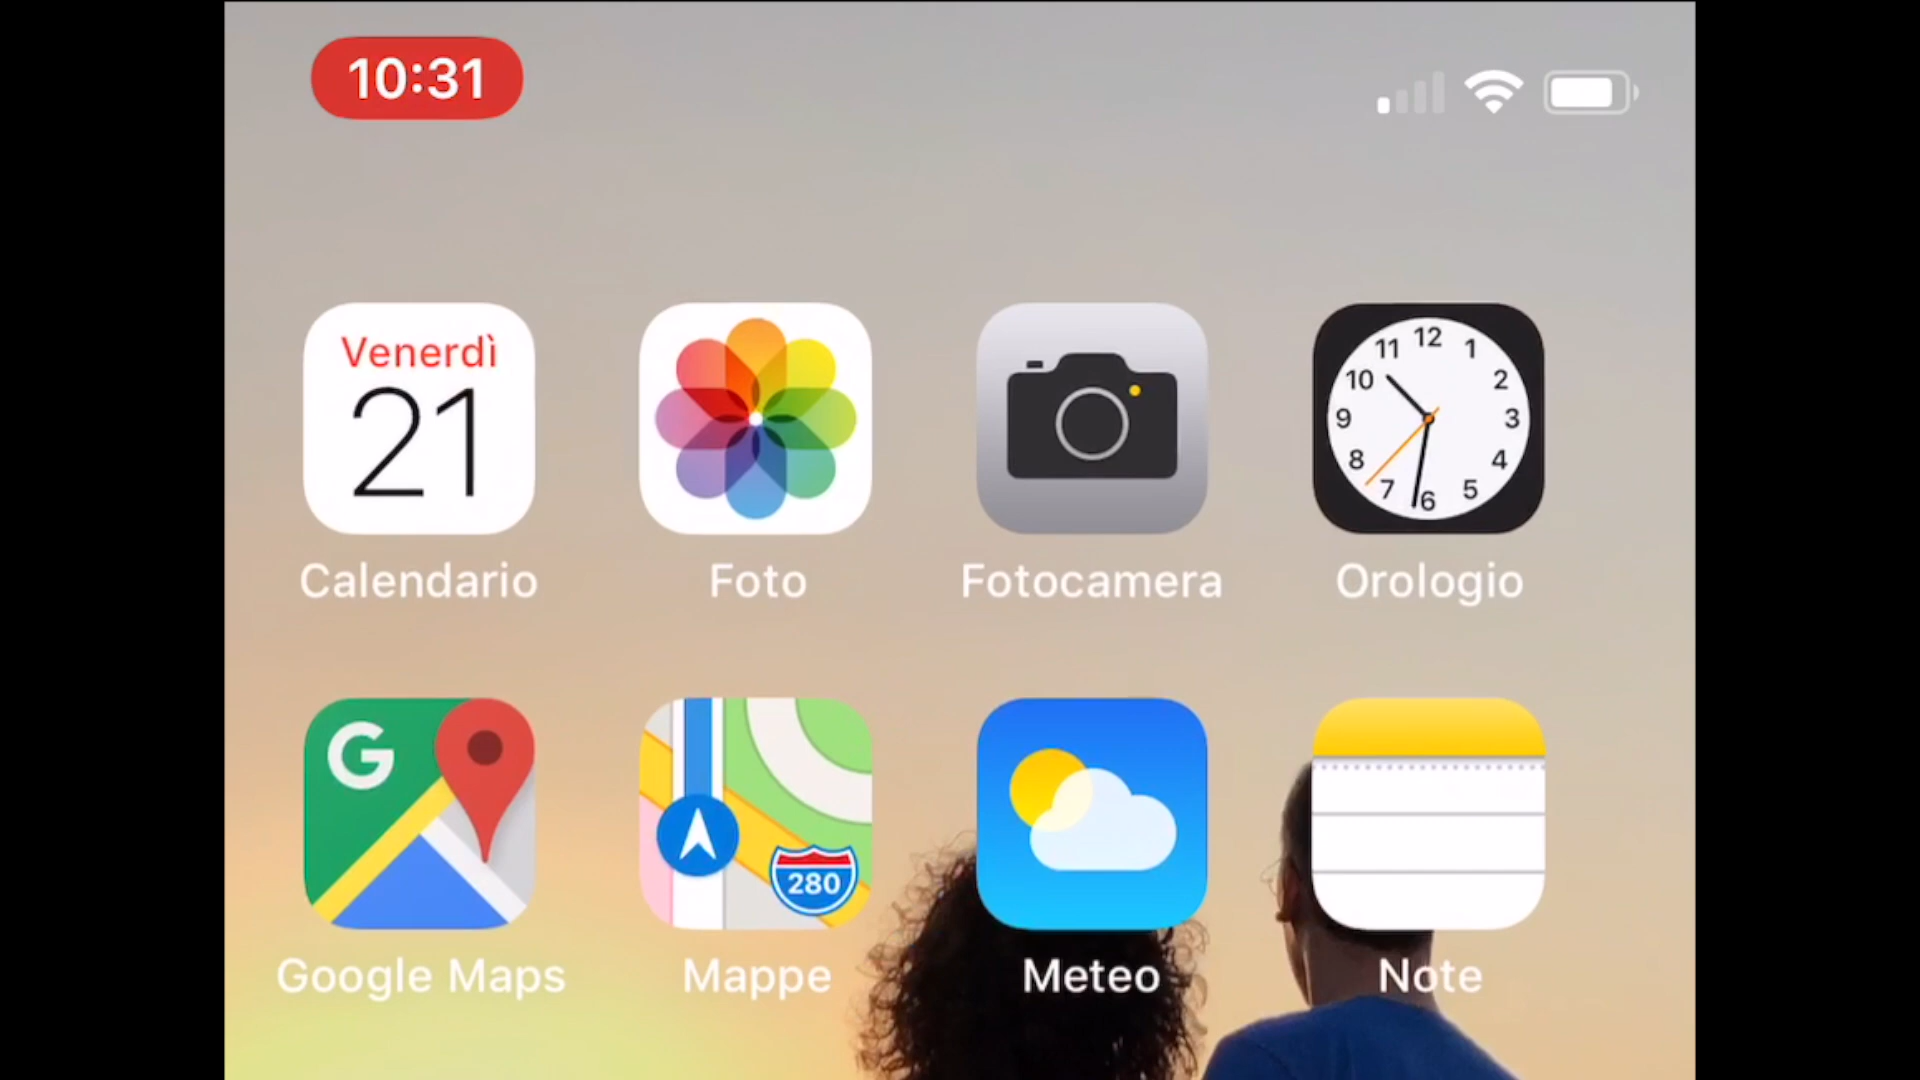 10:31
Venerdì
21
12
11 1
10 2
9 3
8 4
7 6 5
Calendario Foto Fotocamera Orologio
G
280
Google Maps Mappe Meteo Note